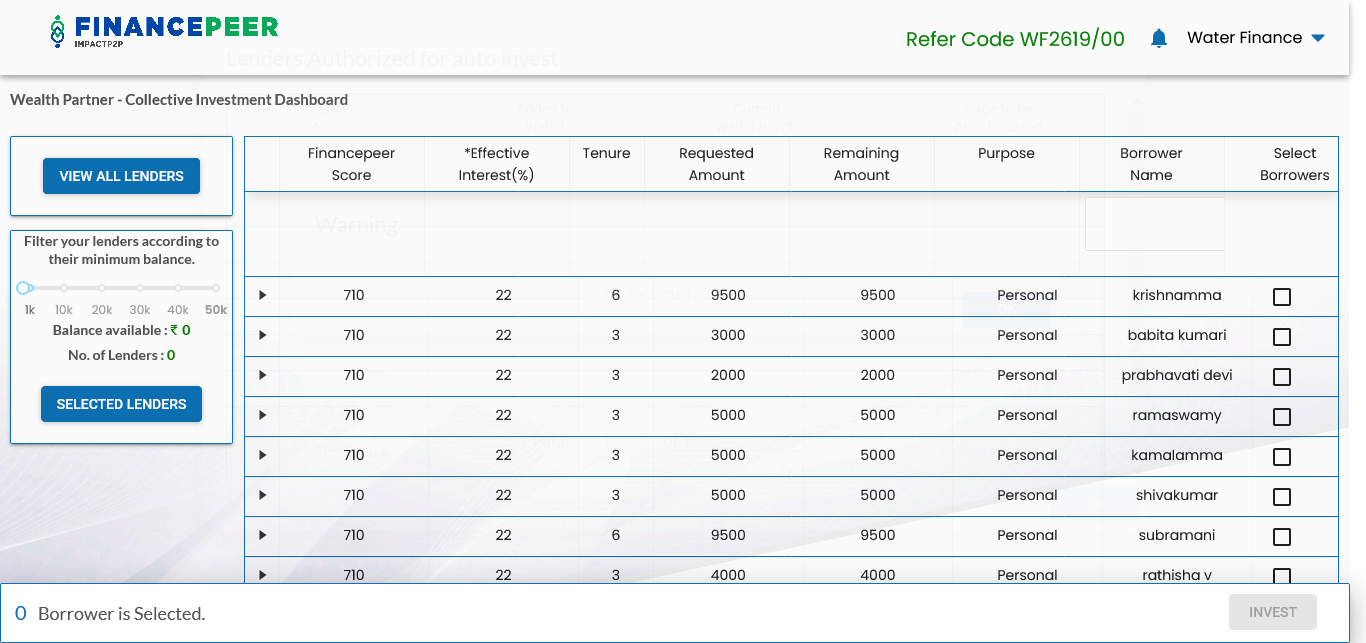 FINANCEPEER
IMPACTP2P
Refer Code WF2619/00
Water Finance
Lenders Authorized for auto invest
Wealth Partner - Collective Investment Dashboard
VIEW ALL LENDERS
Filter your lenders according to
their minimum balance.
1k 10k 20k 30k 40k 50k
Balance available : ₹ 0
No. of Lenders : 0
SELECTED LENDERS
Financepeer Score *Effective Interest(%) Tenure Requested Amount Remaining Amount Purpose Borrower Name Select Borrowers
Warning
710 22 6 9500 9500 Personal krishnamma
710 22 3 3000 3000 Personal babita kumari
710 22 3 2000 2000 Personal prabhavati devi
710 22 3 5000 5000 Personal ramaswamy
710 22 3 5000 5000 Personal kamalamma
710 22 3 5000 5000 Personal shivakumar
710 22 6 9500 9500 Personal subramani
710 22 3 4000 4000 Personal rathisha v
0 Borrower is Selected.
INVEST